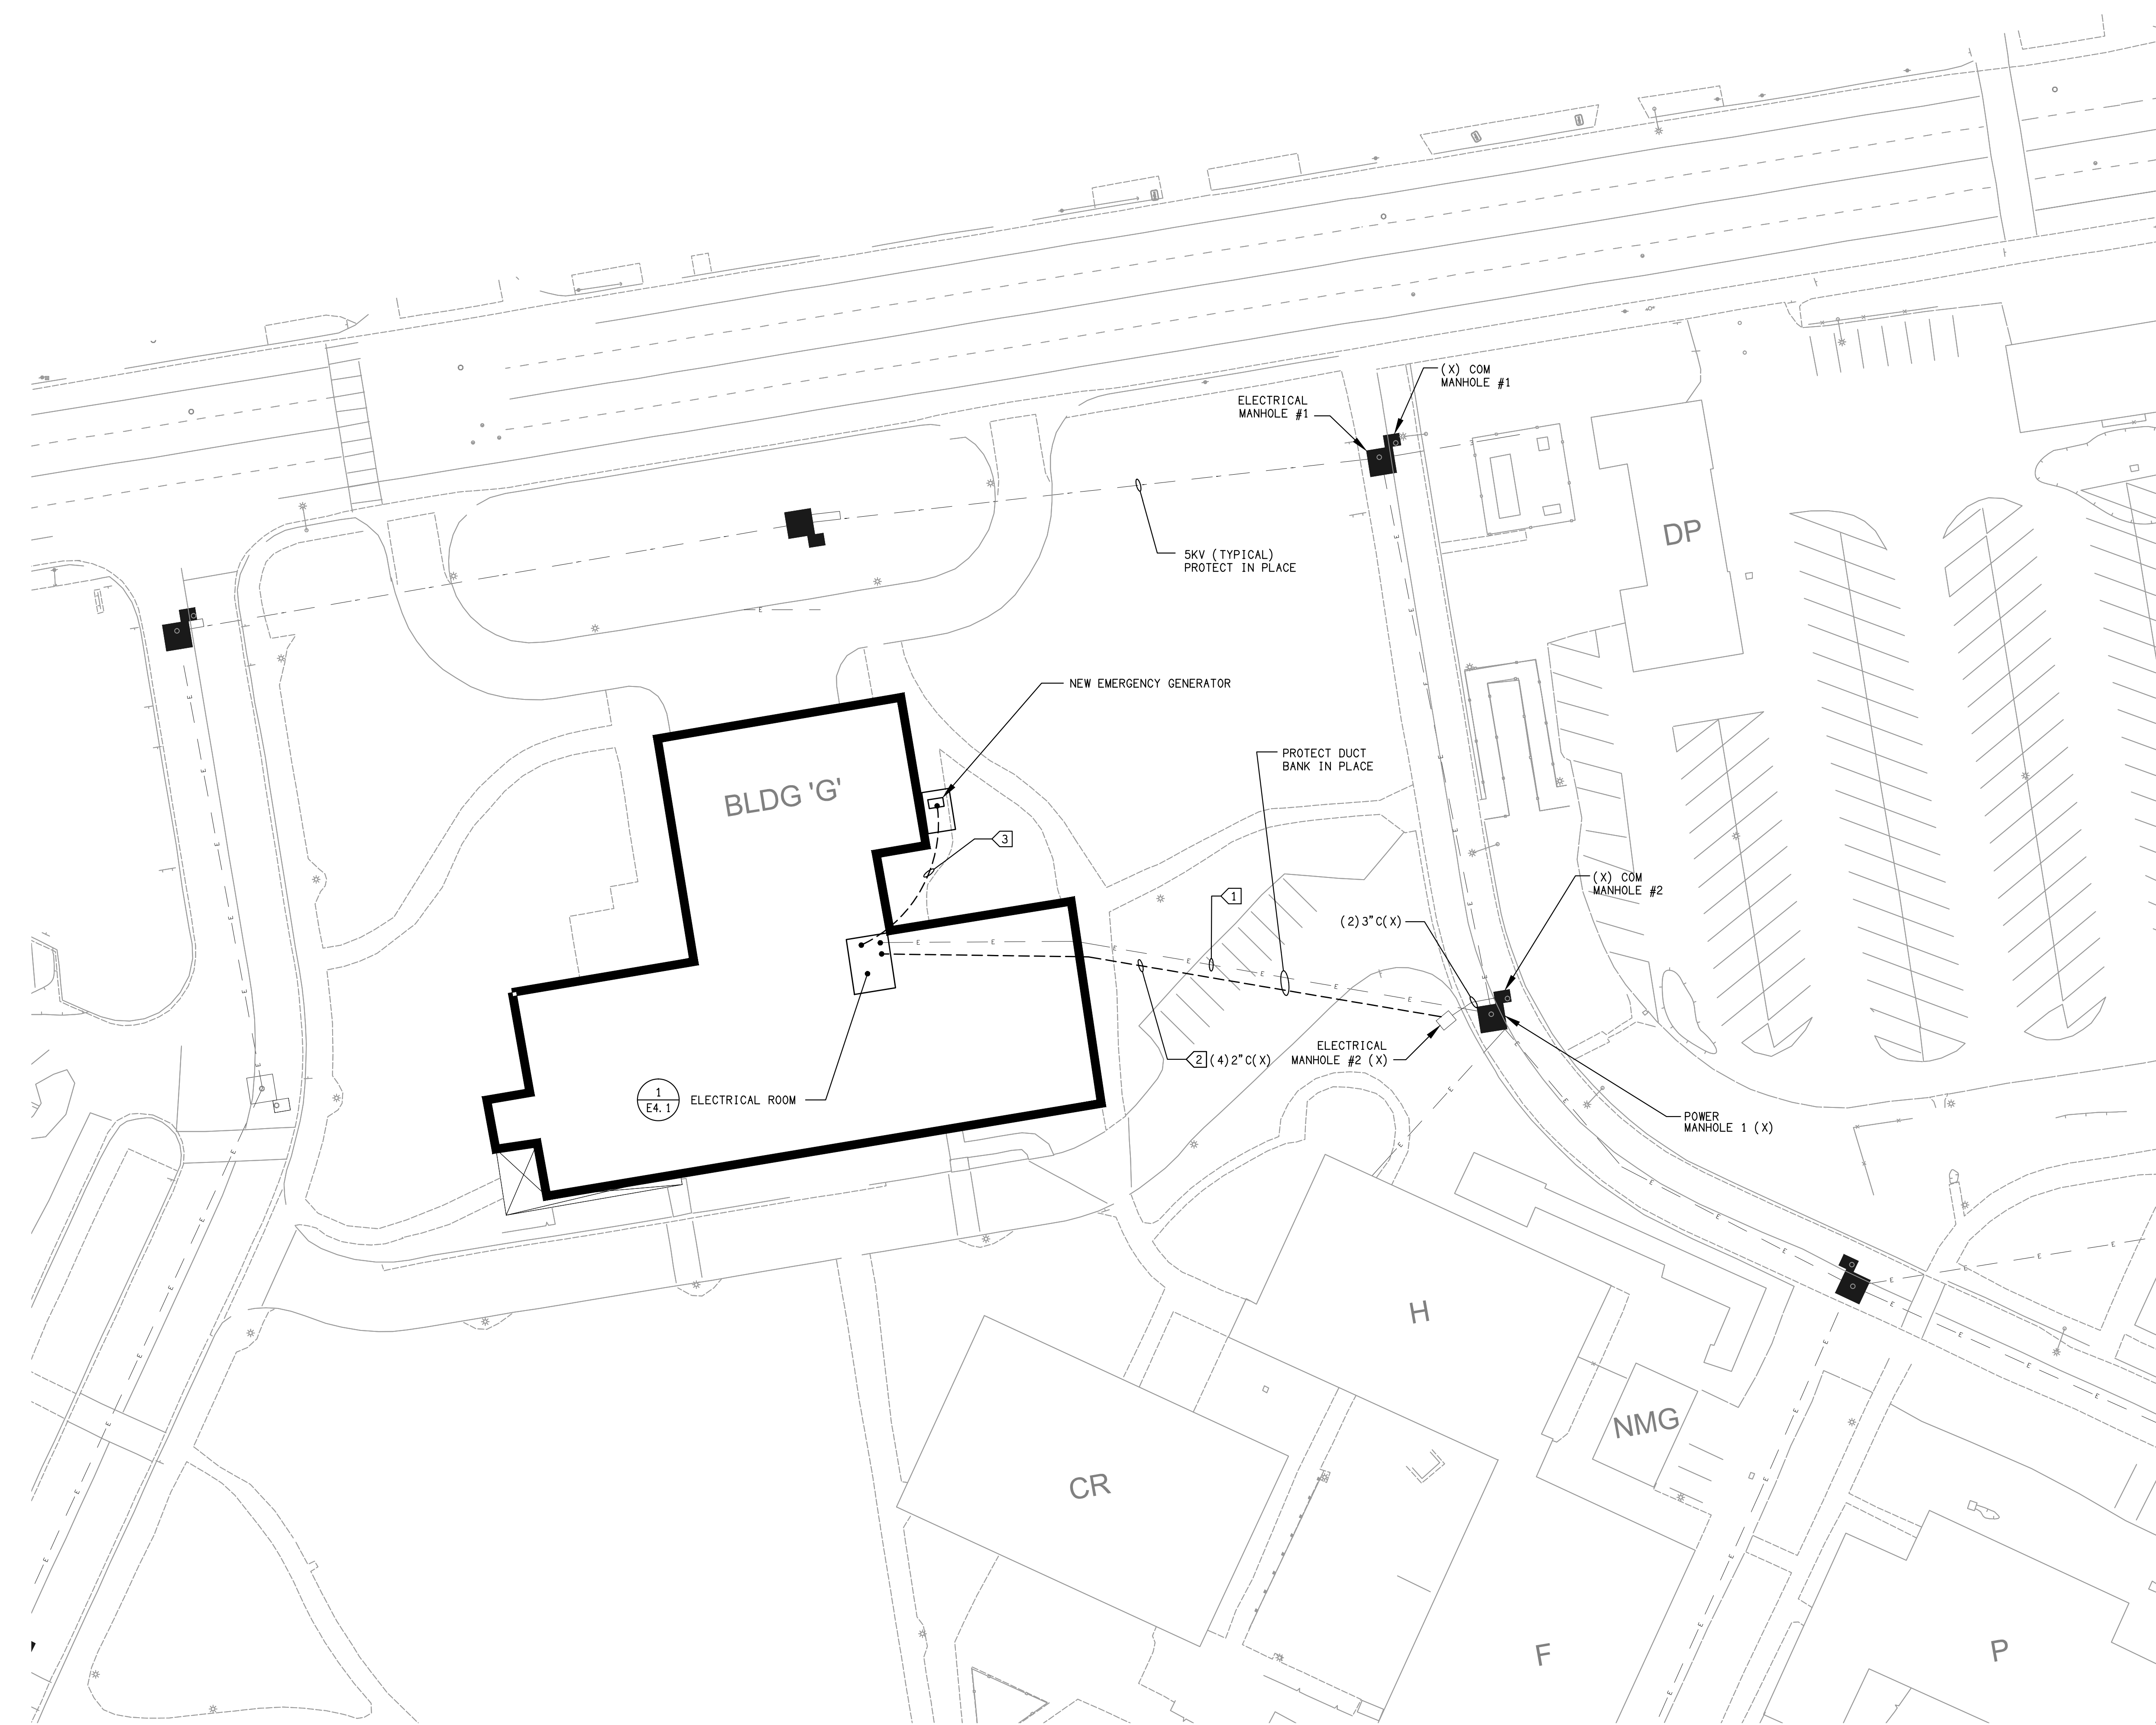 (X) COM
MANHOLE #1
ELECTRICAL
MANHOLE #1
DP
5KV (TYPICAL)
PROTECT IN PLACE
NEW EMERGENCY GENERATOR
PROTECT DUCT
BANK IN PLACE
BLDG 'G'
3
1
(X) COM
MANHOLE #2
(2)3"C(X)
ELECTRICAL
MANHOLE #2 (X)
2 (4)2"C(X)
1
E4.1
ELECTRICAL ROOM
POWER
MANHOLE 1 (X)
H
NMG
CR
F
P